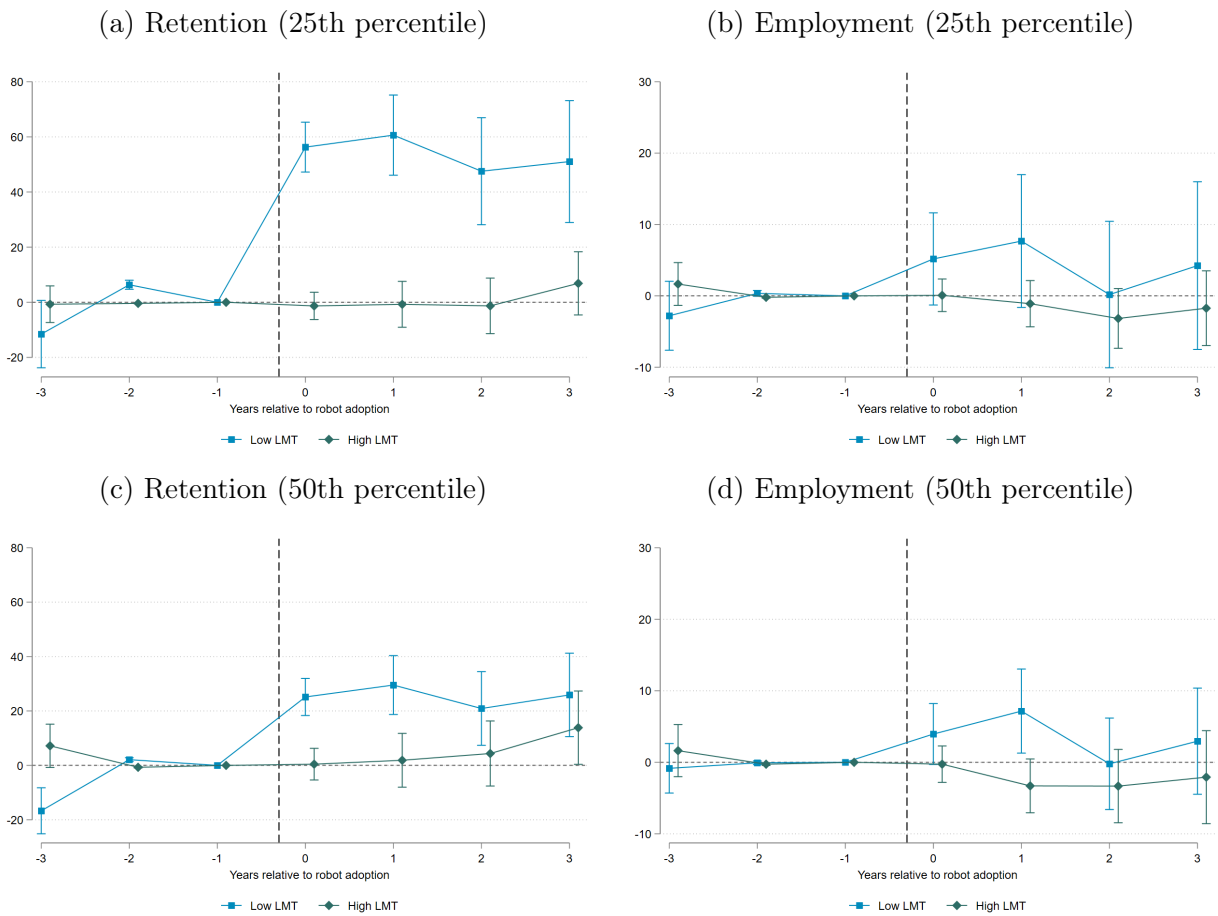 (a) Retention (25th percentile)
80
60
40
20
0
-20
-3 -2 -1 0 1 2 3
Years relative to robot adoption
Low LMT High LMT
(b) Employment (25th percentile)
30
20
10
0
-10
-3 -2 -1 0 1 2 3
Years relative to robot adoption
Low LMT High LMT
(c) Retention (50th percentile)
80
60
40
20
0
-20
-3 -2 -1 0 1 2 3
Years relative to robot adoption
Low LMT High LMT
(d) Employment (50th percentile)
30
20
10
0
-10
-3 -2 -1 0 1 2 3
Years relative to robot adoption
Low LMT High LMT